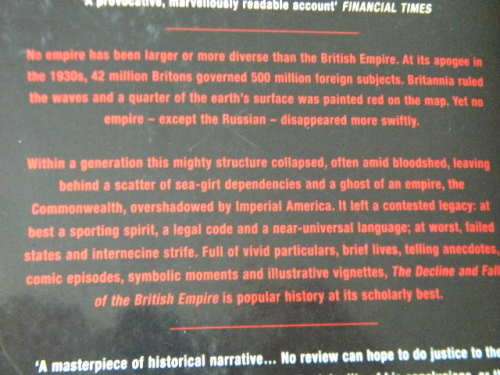 'A provocative, marvellously readable account' FINANCIAL TIMES
No empire has been larger or more diverse than the British Empire. At its apogee in
the 1930s, 42 million Britons governed 500 million foreign subjects. Britannia ruled
the waves and a quarter of the earth's surface was painted red on the map. Yet no
empire – except the Russian – disappeared more swiftly.
Within a generation this mighty structure collapsed, often amid bloodshed, leaving
behind a scatter of sea-girt dependencies and a ghost of an empire, the
Commonwealth, overshadowed by Imperial America. It left a contested legacy: at
best a sporting spirit, a legal code and a near-universal language; at worst, failed
states and internecine strife. Full of vivid particulars, brief lives, telling anecdotes,
comic episodes, symbolic moments and illustrative vignettes, The Decline and Fal
of the British Empire is popular history at its scholarly best.
'A masterpiece of historical narrative... No review can hope to do justice to the